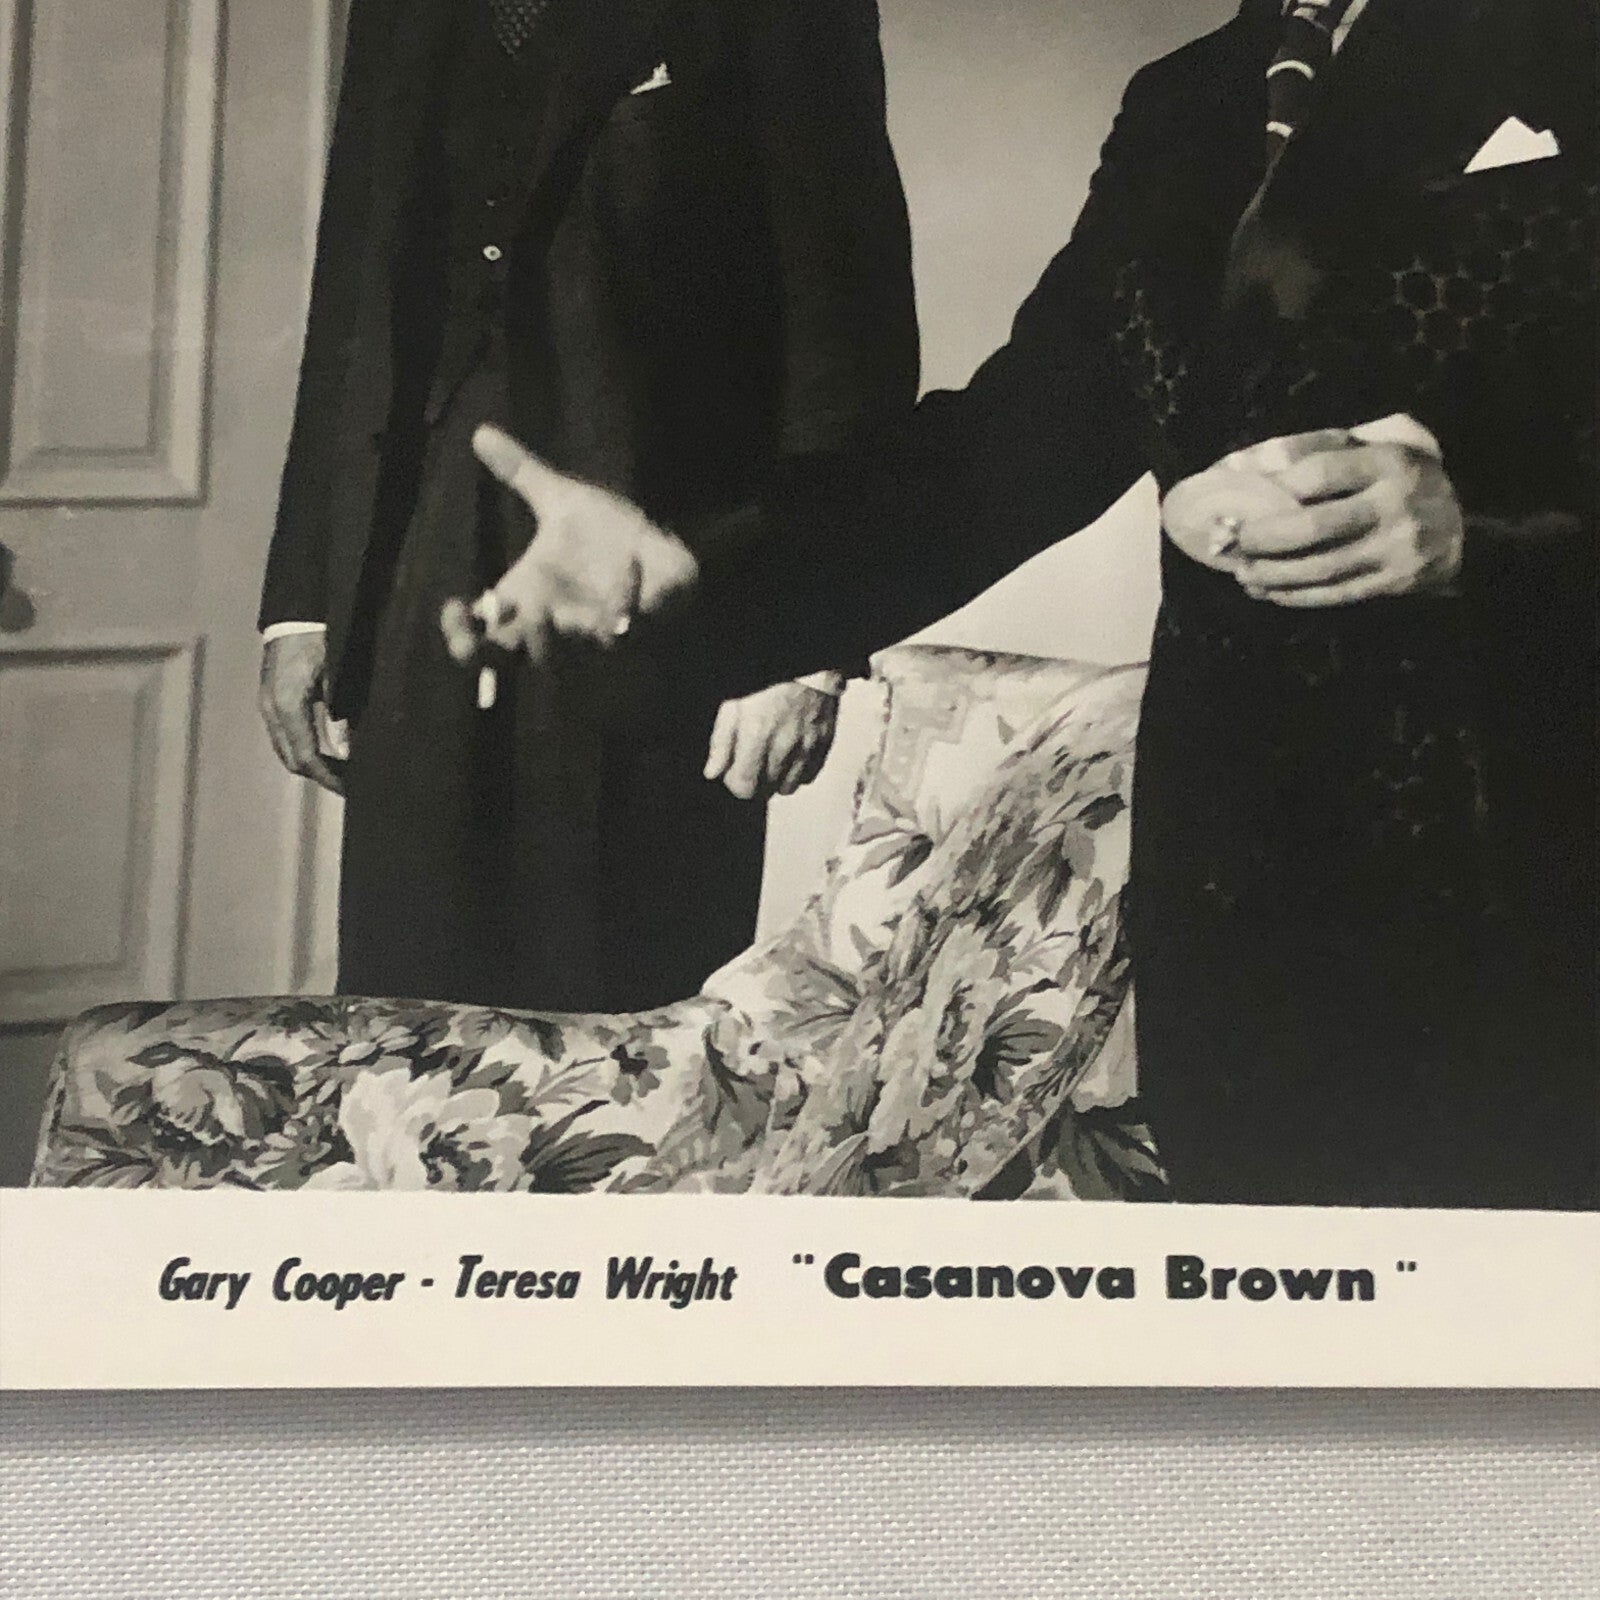 Gary Cooper - Teresa Wright "Casanova Brown"